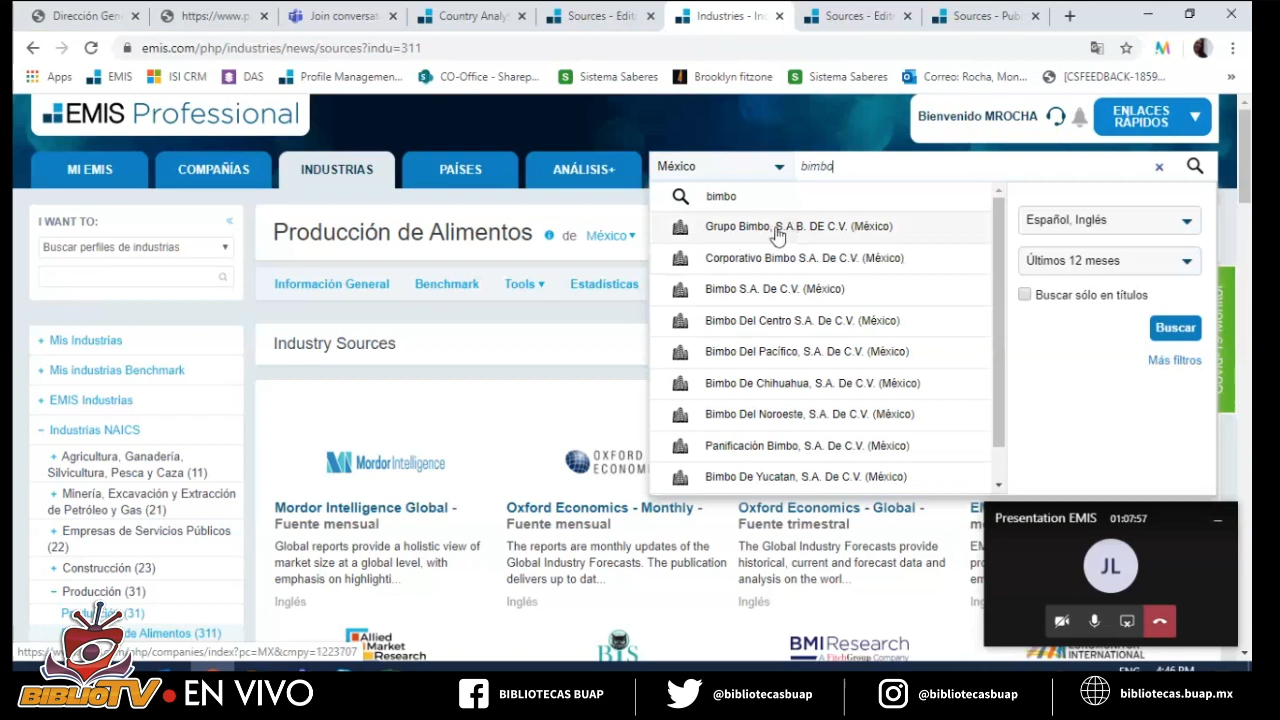 Dirección Gen
https://www.p
Join conversat
Country Analy
Sources - Edit
Industries - In
Sources - Edit
Sources - Pub
emis.com/php/industries/news/sources?indu=311
Apps
EMIS
ISI CRM
DAS
Profile Managemen...
CO-Office - Sharep...
Sistema Saberes
Brooklyn fitzone
Sistema Saberes
Correo: Rocha, Mon...
[CSFEEDBACK-1859...
»
EMIS Professional
Bienvenido MROCHA
ENLACES
RÁPIDOS
MI EMIS
COMPAÑÍAS
INDUSTRIAS
PAÍSES
ANÁLISIS+
México
bimbo
bimbo
Grupo Bimbo, S.A.B. DE C.V. (México)
Corporativo Bimbo S.A. De C.V. (México)
Bimbo S.A. De C.V. (México)
Bimbo Del Centro S.A. De C.V. (México)
Bimbo Del Pacífico, S.A. De C.V. (México)
Bimbo De Chihuahua, S.A. De C.V. (México)
Bimbo Del Noroeste, S.A. De C.V. (México)
Panificación Bimbo, S.A. De C.V. (México)
Bimbo De Yucatan, S.A. De C.V. (México)
Español, Inglés
Últimos 12 meses
Buscar sólo en títulos
Buscar
Más filtros
I WANT TO:
«
Buscar perfiles de industrias
+ Mis Industrias
+ Mis industrias Benchmark
+ EMIS Industrias
− Industrias NAICS
+ Agricultura, Ganadería,
Silvicultura, Pesca y Caza (11)
+ Minería, Excavación y Extracción
de Petróleo y Gas (21)
+ Empresas de Servicios Públicos
(22)
+ Construcción (23)
− Producción (31)
(31)
de Alimentos (311)
Producción de Alimentos de México
Información General
Benchmark
Tools
Estadísticas
Industry Sources
Mordor Intelligence
Mordor Intelligence Global -
Fuente mensual
Global reports provide a holistic view of
market size at a global level, with
emphasis on highlighti...
Inglés
OXFORD
ECONOMI
Oxford Economics - Monthly -
Fuente mensual
The reports are monthly updates of the
Global Industry Forecasts. The publication
delivers up to dat...
Inglés
Oxford Economics - Global -
Fuente trimestral
The Global Industry Forecasts provide
historical, current and forecast data and
analysis on the worl...
Inglés
Allied
Market
Research
BMI Research
A FitchGroup Company
INTERNATIONAL
Presentation EMIS
01:07:57
JL
BIBLIOTV
EN VIVO
BIBLIOTECAS BUAP
@bibliotecasbuap
@bibliotecasbuap
bibliotecas.buap.mx